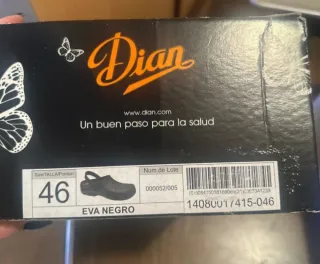 Dian
www.dian.com
Un buen paso para la salud
46
Num.de Lote
000052/005
EVA NEGRO
14080017415-046